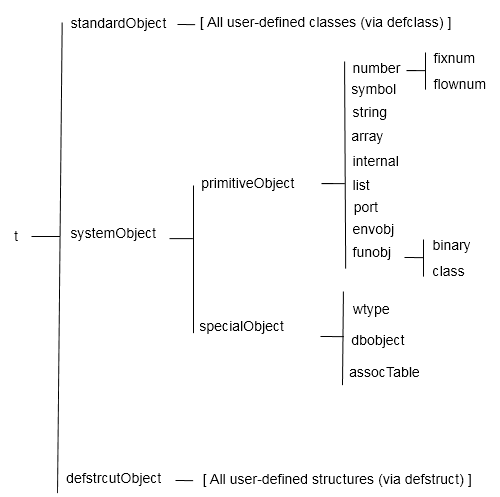 standardObject — [ All user-defined classes (via defclass) ]
fixnum
number
flownum
symbol
string
array
internal
primitiveObject
list
port
envobj
t
systemObject
funobj
binary
class
wtype
specialObject
dbobject
assocTable
defstrcutObject — [ All user-defined structures (via defstruct) ]